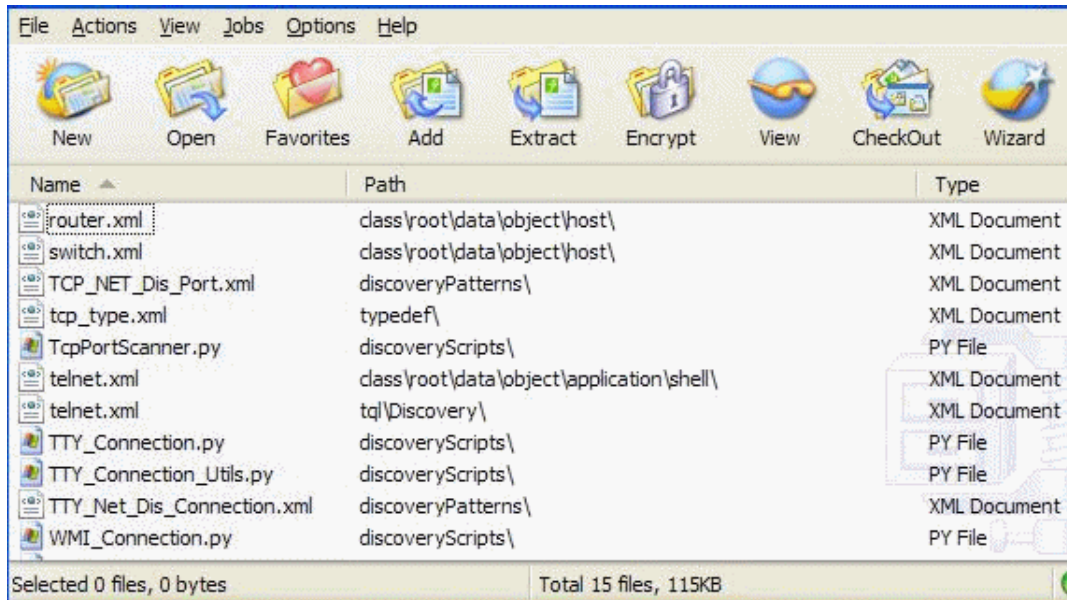 File Actions View Jobs Options Help
New Open Favorites Add Extract Encrypt View CheckOut Wizard
Name Path Type
router.xml class\root\data\object\host\ XML Document
switch.xml class\root\data\object\host\ XML Document
TCP_NET_Dis_Port.xml discoveryPatterns\ XML Document
tcp_type.xml typedef\ XML Document
TcpPortScanner.py discoveryScripts\ PY File
telnet.xml class\root\data\object\application\shell\ XML Document
telnet.xml tql\Discovery\ XML Document
TTY_Connection.py discoveryScripts\ PY File
TTY_Connection_Utils.py discoveryScripts\ PY File
TTY_Net_Dis_Connection.xml discoveryPatterns\ XML Document
WMI_Connection.py discoveryScripts\ PY File
Selected 0 files, 0 bytes Total 15 files, 115KB